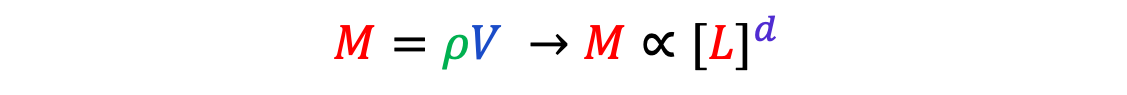 M = ρV → M ∝ [L]^d